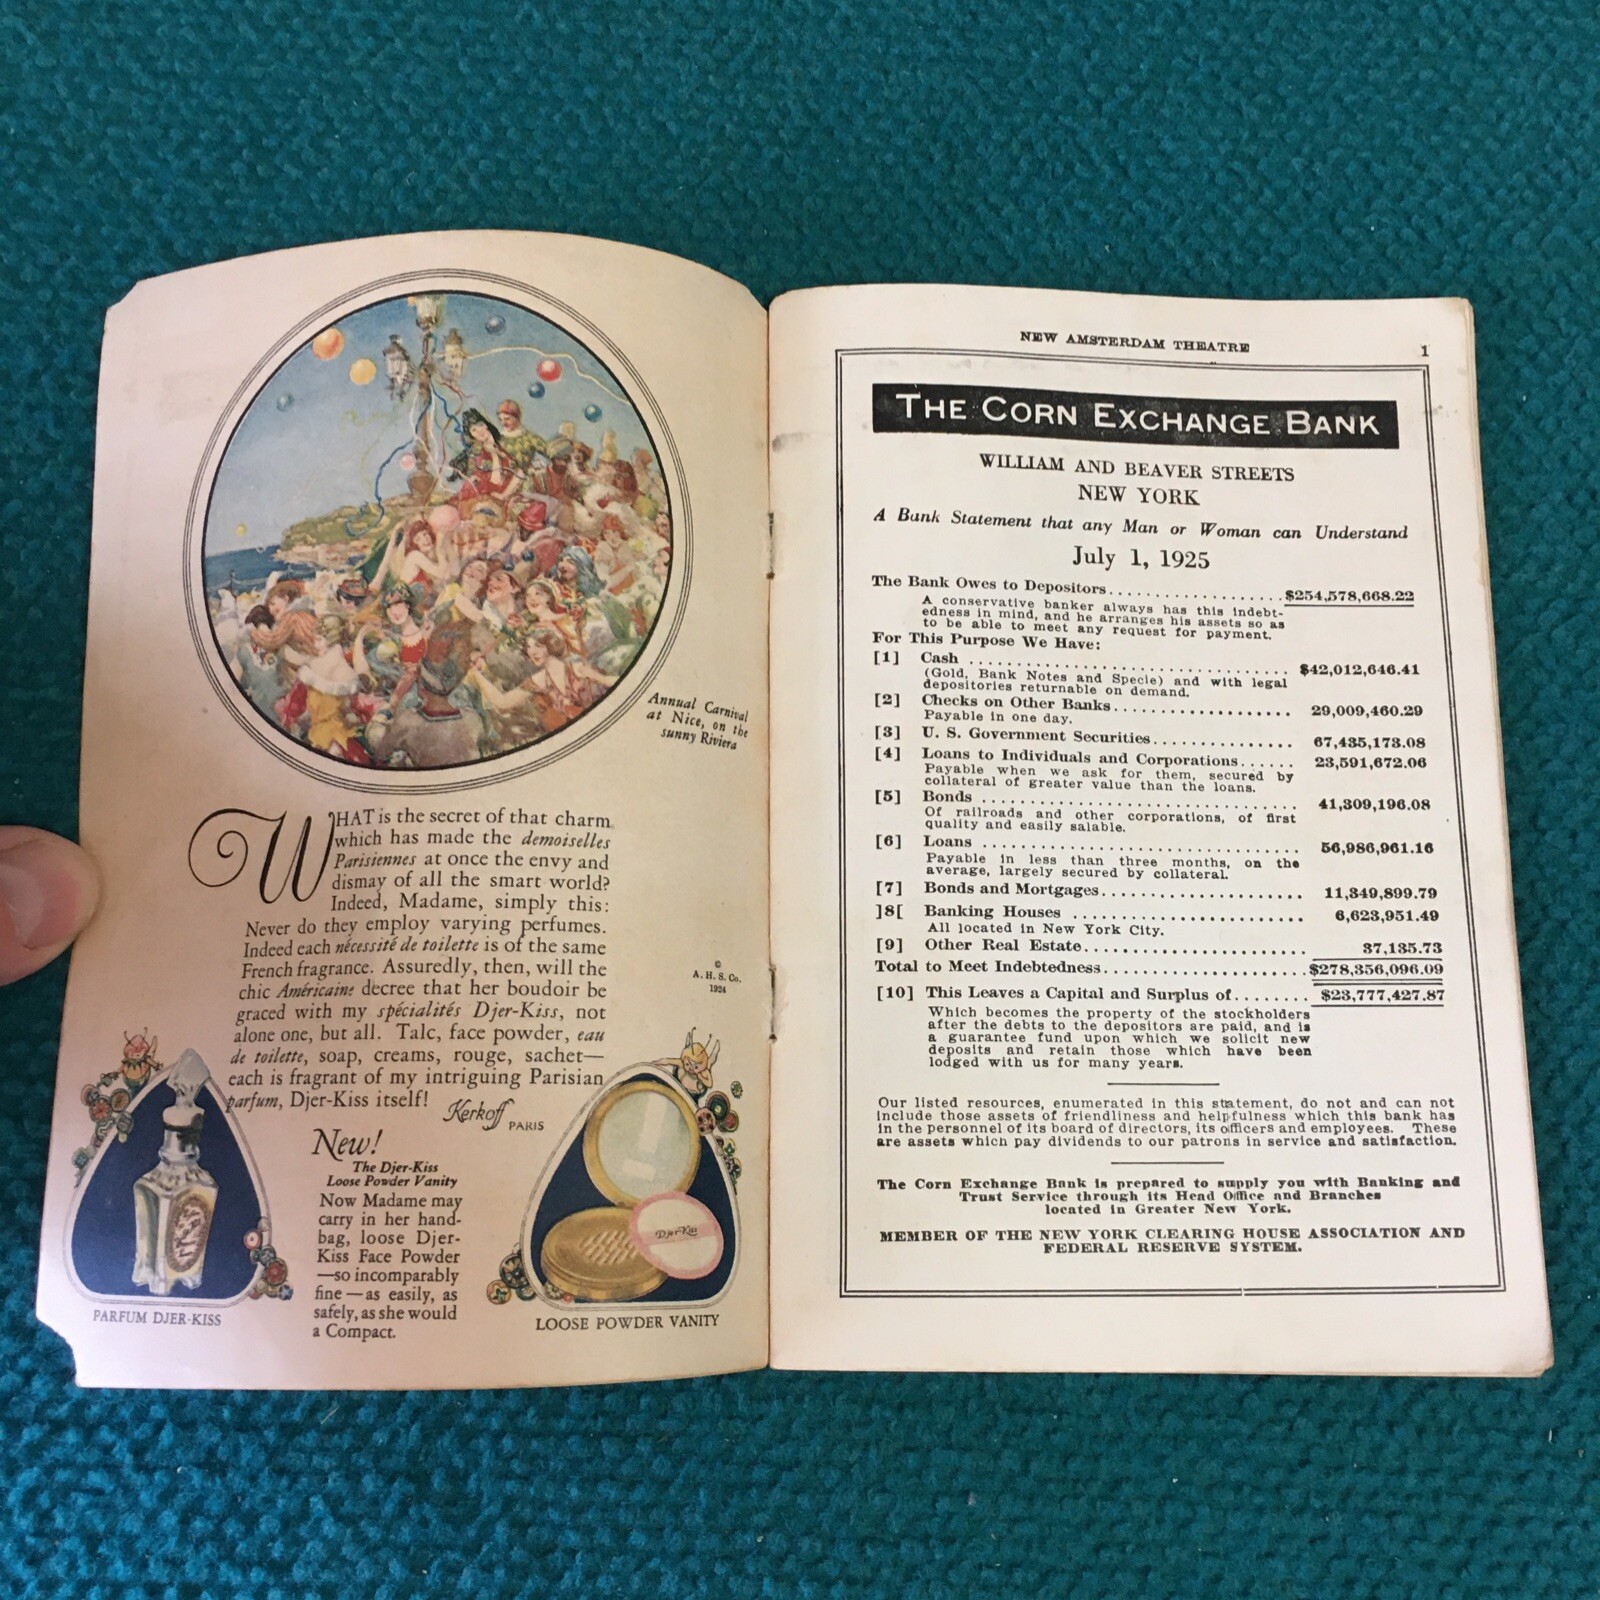 Annual Carnival
at Nice, on the
sunny Riviera
WHAT is the secret of that charm
which has made the demoiselles
Parisiennes at once the envy and
dismay of all the smart world?
Indeed, Madame, simply this:
Never do they employ varying perfumes.
Indeed each nécessité de toilette is of the same
French fragrance. Assuredly, then, will the
chic Américaine decree that her boudoir be
graced with my spécialités Djer-Kiss, not
alone one, but all. Talc, face powder, eau
de toilette, soap, creams, rouge, sachet—
each is fragrant of my intriguing Parisian
parfum, Djer-Kiss itself!
Kerkoff
PARIS
©
A. H. S. Co.
1924
New!
The Djer-Kiss
Loose Powder Vanity
Now Madame may
carry in her hand-
bag, loose Djer-
Kiss Face Powder
—so incomparably
fine—as easily, as
safely, as she would
a Compact.
PARFUM DJER-KISS
Djer-Kiss
LOOSE POWDER VANITY
NEW AMSTERDAM THEATRE 1
THE CORN EXCHANGE BANK
WILLIAM AND BEAVER STREETS
NEW YORK
A Bank Statement that any Man or Woman can Understand
July 1, 1925
The Bank Owes to Depositors.................... $254,578,668.22
A conservative banker always has this indebt-
edness in mind, and he arranges his assets so as
to be able to meet any request for payment.
For This Purpose We Have:
[1] Cash .................................... $42,012,646.41
(Gold, Bank Notes and Specie) and with legal
depositories returnable on demand.
[2] Checks on Other Banks................... 29,009,460.29
Payable in one day.
[3] U. S. Government Securities............... 67,435,173.08
[4] Loans to Individuals and Corporations...... 23,591,672.06
Payable when we ask for them, secured by
collateral of greater value than the loans.
[5] Bonds .................................. 41,309,196.08
Of railroads and other corporations, of first
quality and easily salable.
[6] Loans .................................. 56,986,961.16
Payable in less than three months, on the
average, largely secured by collateral.
[7] Bonds and Mortgages...................... 11,349,899.79
]8[ Banking Houses ......................... 6,623,951.49
All located in New York City.
[9] Other Real Estate........................ 37,135.73
Total to Meet Indebtedness...................... $278,356,096.09
[10] This Leaves a Capital and Surplus of........ $23,777,427.87
Which becomes the property of the stockholders
after the debts to the depositors are paid, and is
a guarantee fund upon which we solicit new
deposits and retain those which have been
lodged with us for many years.
Our listed resources, enumerated in this statement, do not and can not
include those assets of friendliness and helpfulness which this bank has
in the personnel of its board of directors, its officers and employees. These
are assets which pay dividends to our patrons in service and satisfaction.
The Corn Exchange Bank is prepared to supply you with Banking and
Trust Service through its Head Office and Branches
located in Greater New York.
MEMBER OF THE NEW YORK CLEARING HOUSE ASSOCIATION AND
FEDERAL RESERVE SYSTEM.